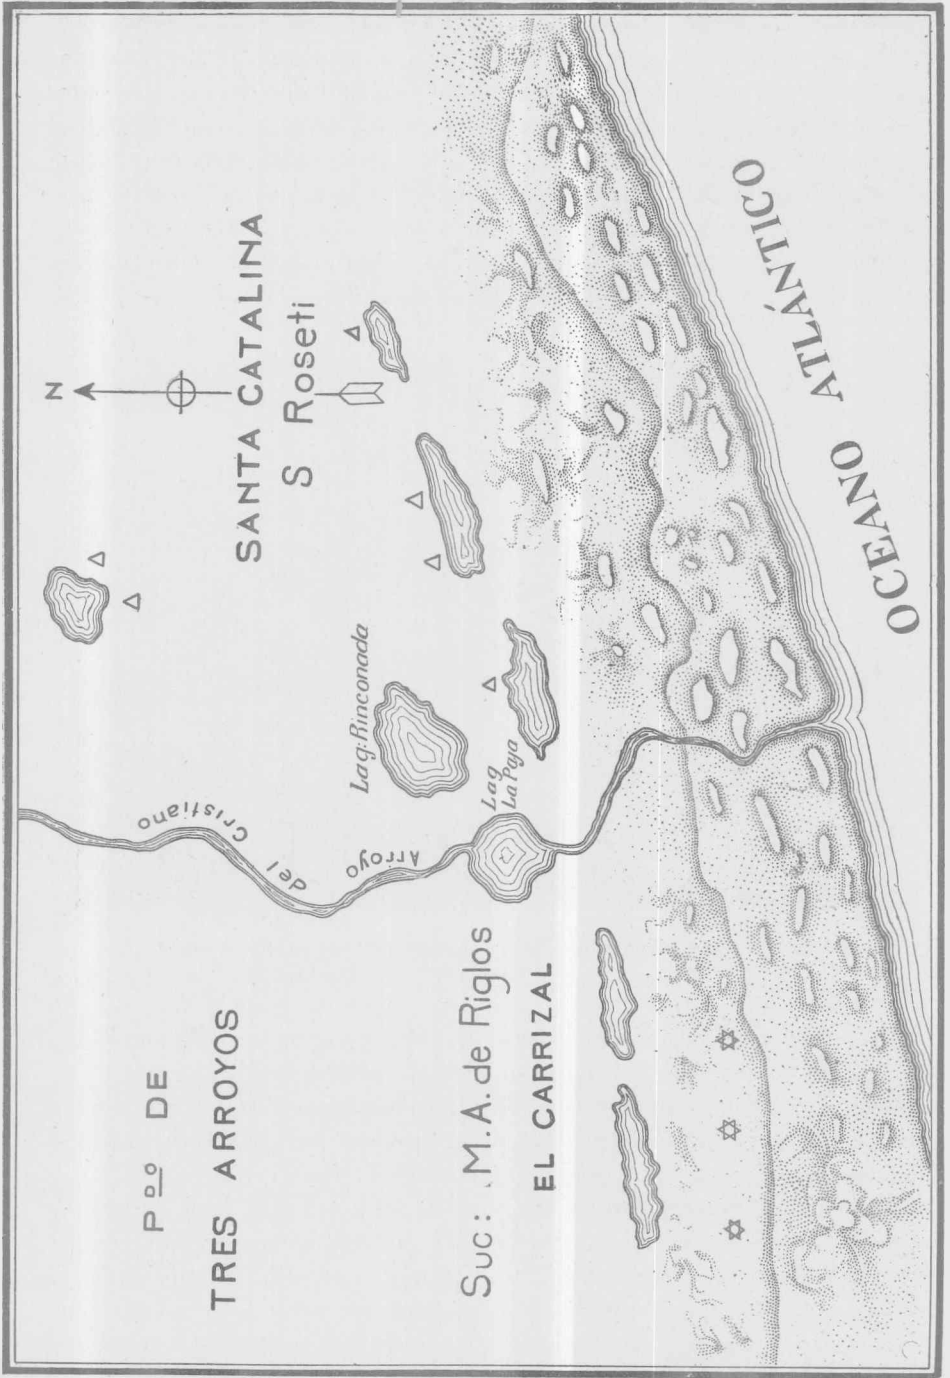 N
Pᴰᴼ DE
TRES ARROYOS
SANTA CATALINA
S Roseti
Arroyo del Cristiano
Lag. Rinconada
Lag
La Paja
Suc: M. A. de Riglos
EL CARRIZAL
OCEANO ATLÁNTICO